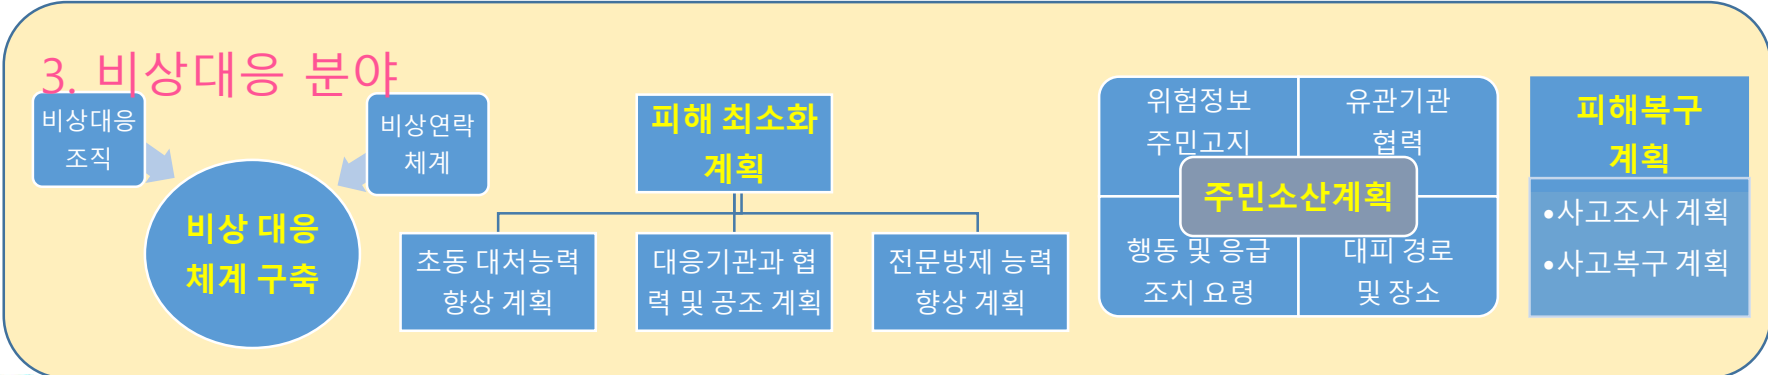 3. 비상대응 분야
비상대응
조직
비상연락
체계
비상 대응
체계 구축
피해 최소화
계획
초동 대처능력
향상 계획
대응기관과 협
력 및 공조 계획
전문방제 능력
향상 계획
위험정보
주민고지
유관기관
협력
주민소산계획
행동 및 응급
조치 요령
대피 경로
및 장소
피해복구
계획
•사고조사 계획
•사고복구 계획